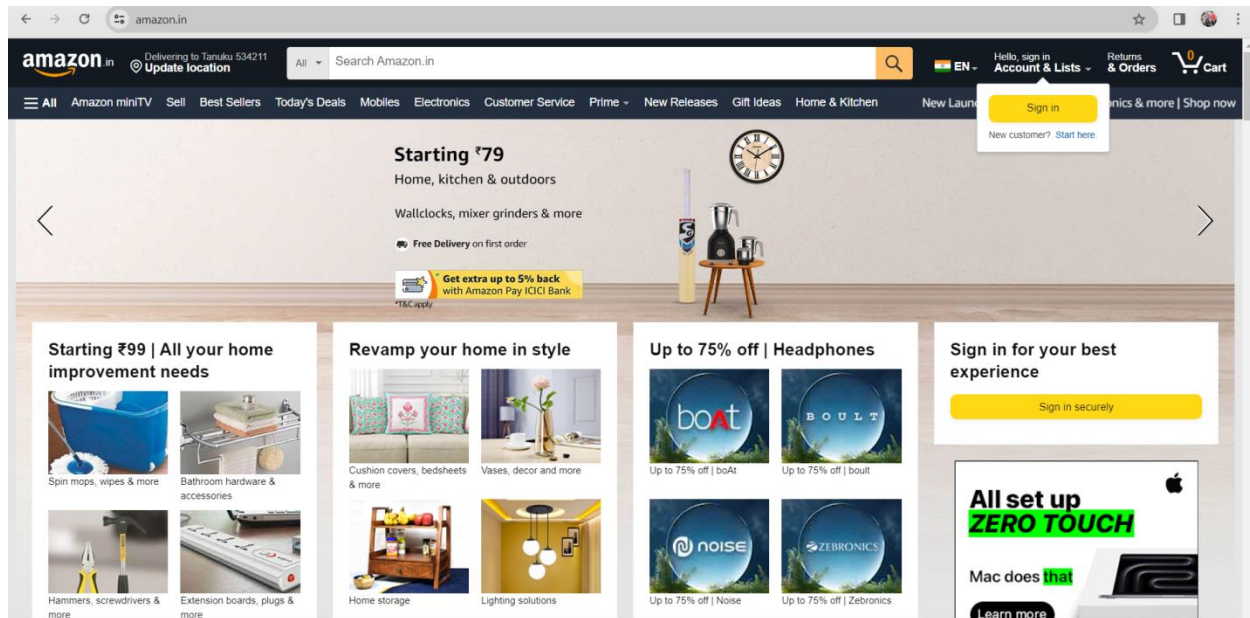 amazon.in
amazon.in
Delivering to Tanuku 534211
Update location
All
Search Amazon.in
EN
Hello, sign in
Account & Lists
Returns
& Orders
0
Cart
All
Amazon miniTV
Sell
Best Sellers
Today's Deals
Mobiles
Electronics
Customer Service
Prime
New Releases
Gift Ideas
Home & Kitchen
New Laun
onics & more | Shop now
Sign in
New customer? Start here.
Starting ₹79
Home, kitchen & outdoors
Wallclocks, mixer grinders & more
Free Delivery on first order
Get extra up to 5% back
with Amazon Pay ICICI Bank
*T&C apply
Starting ₹99 | All your home
improvement needs
Spin mops, wipes & more
Bathroom hardware &
accessories
Hammers, screwdrivers &
more
Extension boards, plugs &
more
Revamp your home in style
Cushion covers, bedsheets
& more
Vases, decor and more
Home storage
Lighting solutions
Up to 75% off | Headphones
boAt
BOULT
Up to 75% off | boAt
Up to 75% off | boult
noise
ZEBRONICS
Up to 75% off | Noise
Up to 75% off | Zebronics
Sign in for your best
experience
Sign in securely
All set up
ZERO TOUCH
Mac does that
Learn more